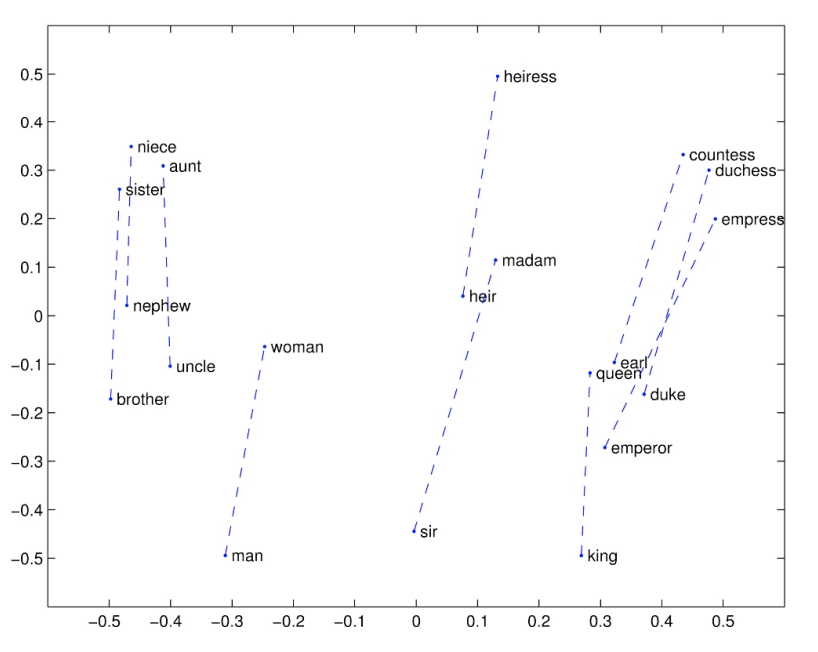 0.5
0.4
0.3
0.2
0.1
0
−0.1
−0.2
−0.3
−0.4
−0.5
heiress
niece
aunt
sister
countess
duchess
empress
madam
heir
nephew
woman
uncle
earl
queen
brother
duke
emperor
sir
man
king
−0.5 −0.4 −0.3 −0.2 −0.1 0 0.1 0.2 0.3 0.4 0.5